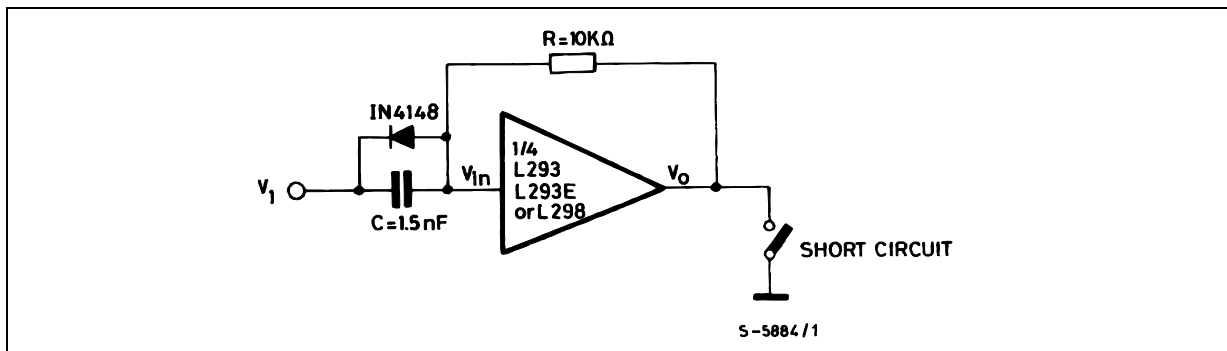 R=10KΩ
IN4148
V1
C=1.5nF
Vin
1/4
L293
L293E
or L298
Vo
SHORT CIRCUIT
S-5884/1